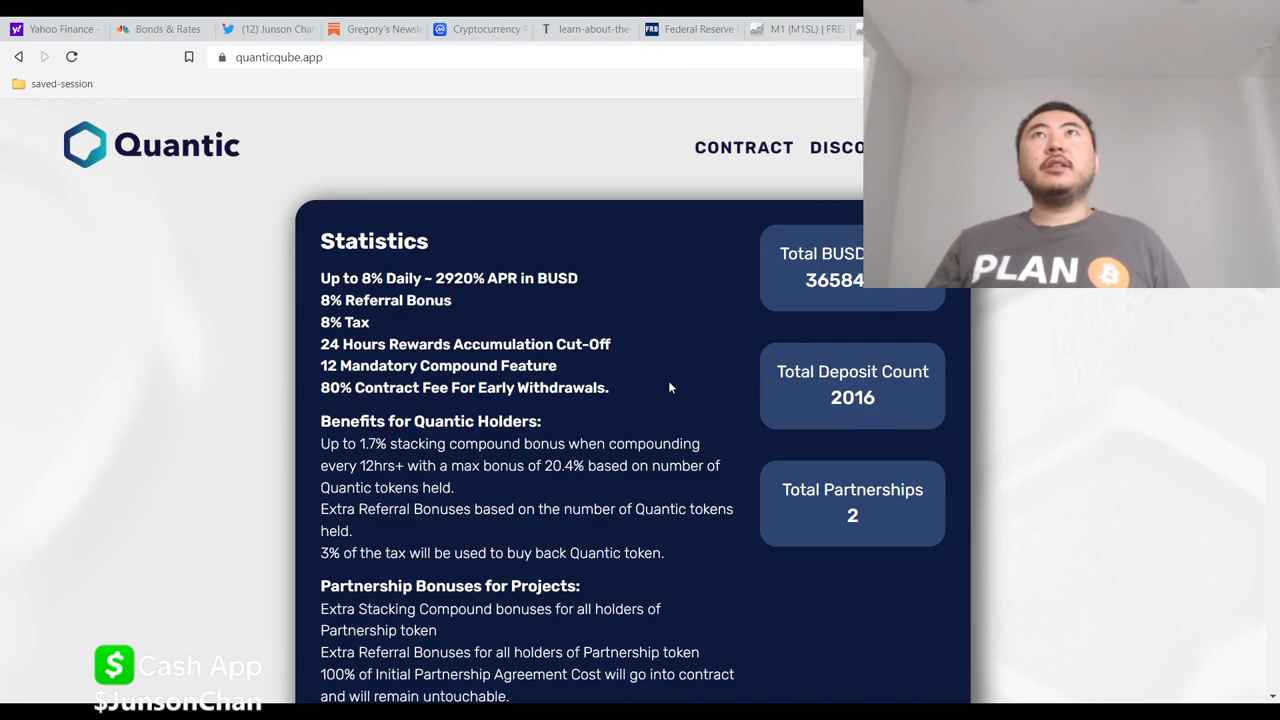 Yahoo Finance -
Bonds & Rates
(12) Junson Cha
Gregory's Newsle
Cryptocurrency P
learn-about-the-
Federal Reserve
M1 (M1SL) | FRE
quanticqube.app
saved-session
Quantic
CONTRACT
DISCO
Statistics
Up to 8% Daily ~ 2920% APR in BUSD
8% Referral Bonus
8% Tax
24 Hours Rewards Accumulation Cut-Off
12 Mandatory Compound Feature
80% Contract Fee For Early Withdrawals.
Benefits for Quantic Holders:
Up to 1.7% stacking compound bonus when compounding
every 12hrs+ with a max bonus of 20.4% based on number of
Quantic tokens held.
Extra Referral Bonuses based on the number of Quantic tokens
held.
3% of the tax will be used to buy back Quantic token.
Partnership Bonuses for Projects:
Extra Stacking Compound bonuses for all holders of
Partnership token
Extra Referral Bonuses for all holders of Partnership token
100% of Initial Partnership Agreement Cost will go into contract
and will remain untouchable.
Total BUSD
36584
Total Deposit Count
2016
Total Partnerships
2
PLAN ₿
Cash App
$JunsonChan